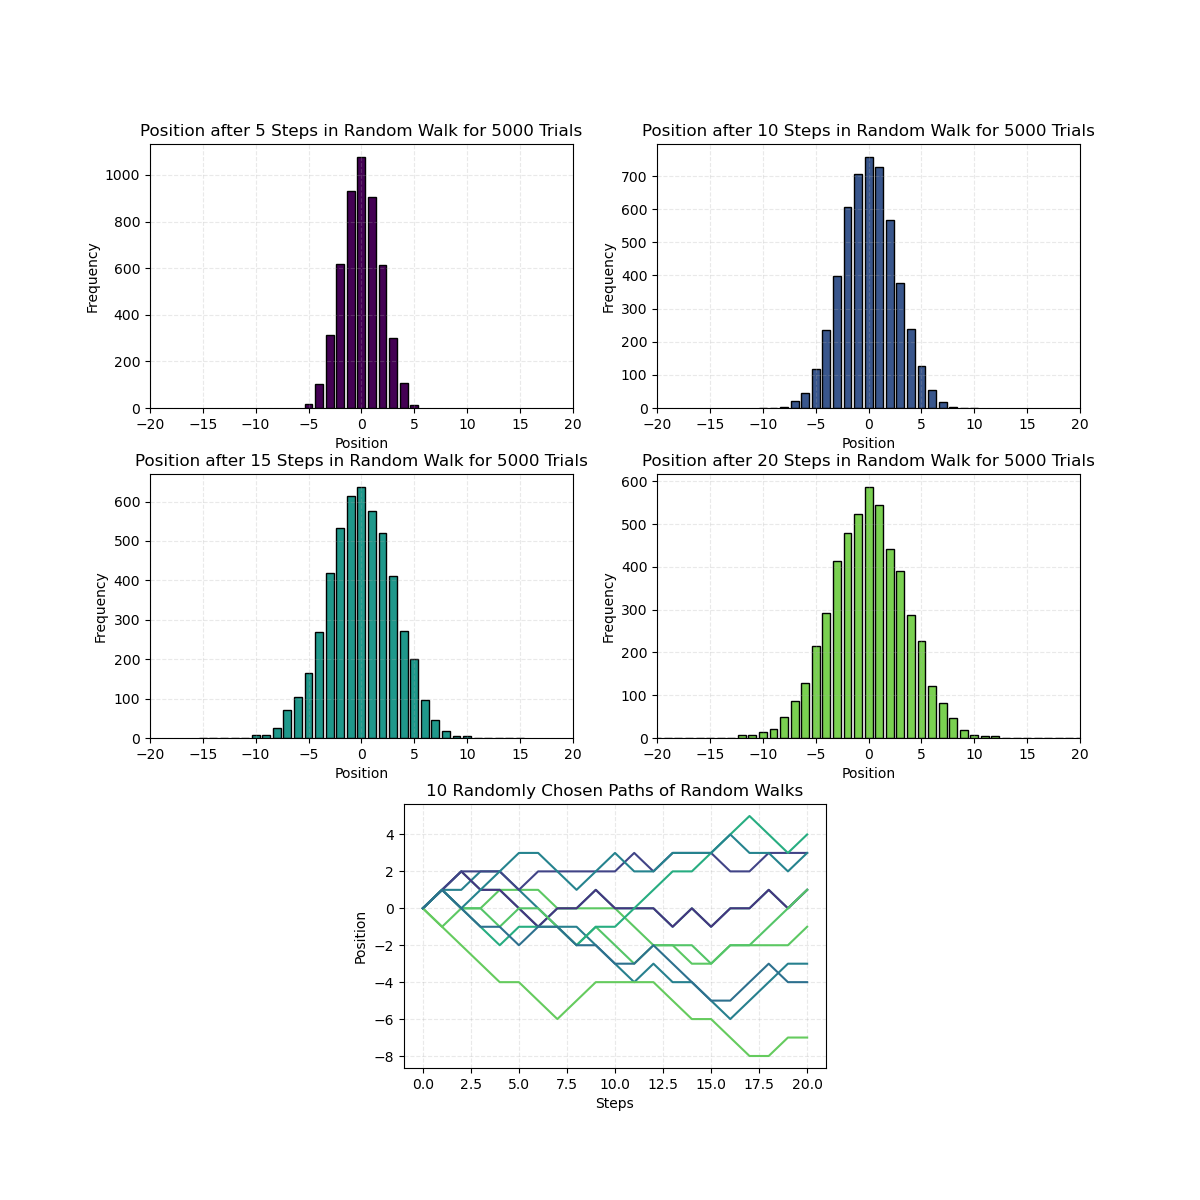 Position after 5 Steps in Random Walk for 5000 Trials
1000
800
600
400
200
0
Frequency
−20 −15 −10 −5 0 5 10 15 20
Position
Position after 10 Steps in Random Walk for 5000 Trials
700
600
500
400
300
200
100
0
Frequency
−20 −15 −10 −5 0 5 10 15 20
Position
Position after 15 Steps in Random Walk for 5000 Trials
600
500
400
300
200
100
0
Frequency
−20 −15 −10 −5 0 5 10 15 20
Position
Position after 20 Steps in Random Walk for 5000 Trials
600
500
400
300
200
100
0
Frequency
−20 −15 −10 −5 0 5 10 15 20
Position
10 Randomly Chosen Paths of Random Walks
4
2
0
−2
−4
−6
−8
Position
0.0 2.5 5.0 7.5 10.0 12.5 15.0 17.5 20.0
Steps